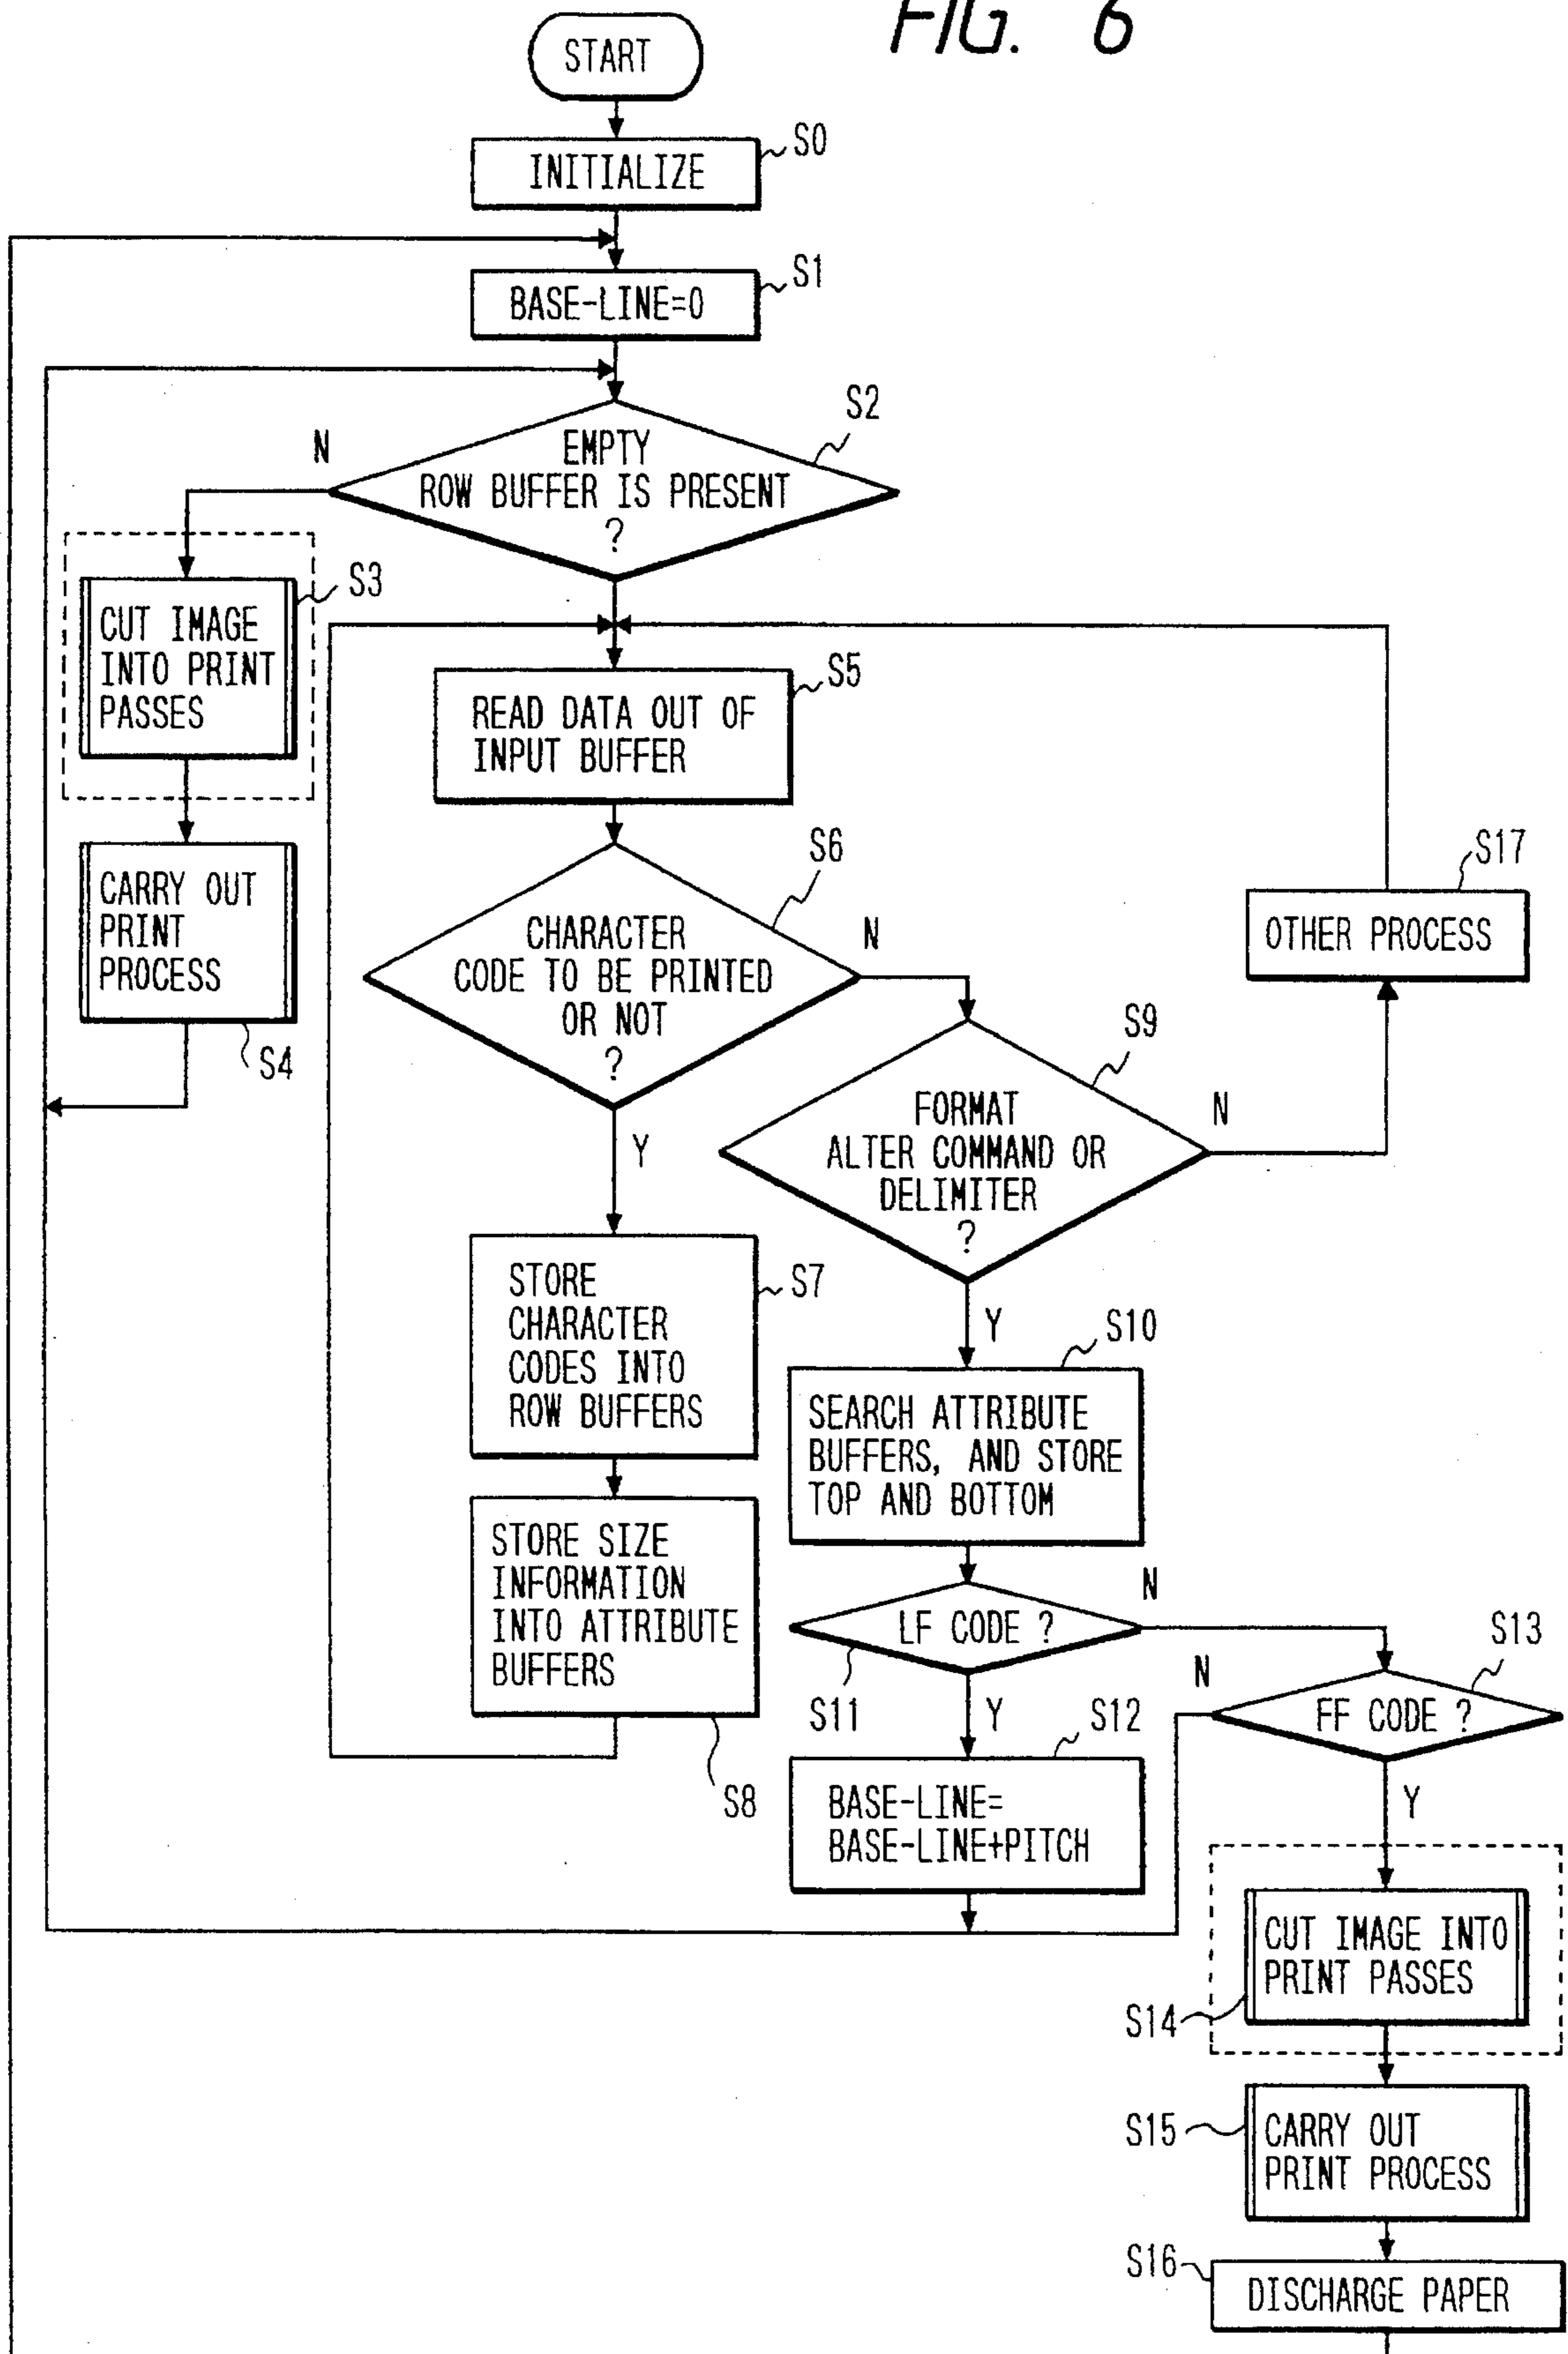 FIG. 6
START
S0
INITIALIZE
S1
BASE-LINE=0
S2
N
EMPTY
ROW BUFFER IS PRESENT
?
S3
CUT IMAGE
INTO PRINT
PASSES
S5
READ DATA OUT OF
INPUT BUFFER
S6
S17
CARRY OUT
PRINT
PROCESS
S4
CHARACTER
CODE TO BE PRINTED
OR NOT
?
N
OTHER PROCESS
Y
S9
FORMAT
ALTER COMMAND OR
DELIMITER
?
N
Y
S7
STORE
CHARACTER
CODES INTO
ROW BUFFERS
S10
SEARCH ATTRIBUTE
BUFFERS, AND STORE
TOP AND BOTTOM
STORE SIZE
INFORMATION
INTO ATTRIBUTE
BUFFERS
S8
LF CODE ?
N
S11
Y
S12
S13
N
FF CODE ?
Y
BASE-LINE=
BASE-LINE+PITCH
CUT IMAGE INTO
PRINT PASSES
S14
S15
CARRY OUT
PRINT PROCESS
S16
DISCHARGE PAPER